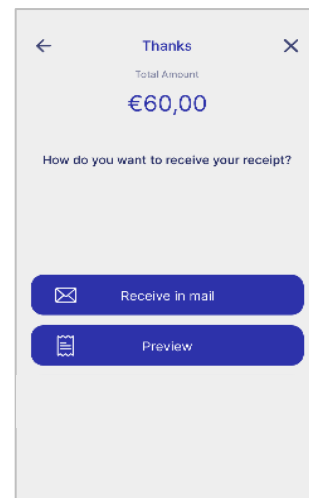 Thanks
Total Amount
€60,00
How do you want to receive your receipt?
Receive in mail
Preview